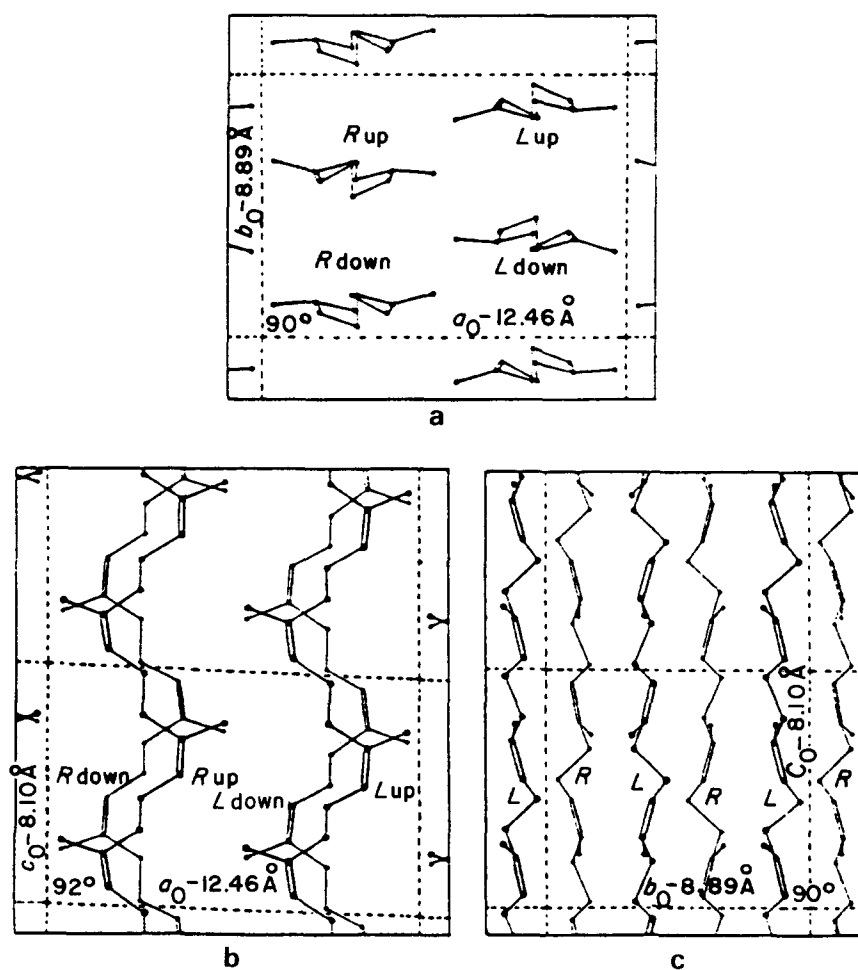 b₀-8.89Å
R up
L up
R down
L down
90°
a₀-12.46Å
a
c₀-8.10Å
R down
R up
L down
L up
92°
a₀-12.46Å
b
L
R
L
R
L
R
C₀-8.10Å
b₀-8.89Å
90°
c